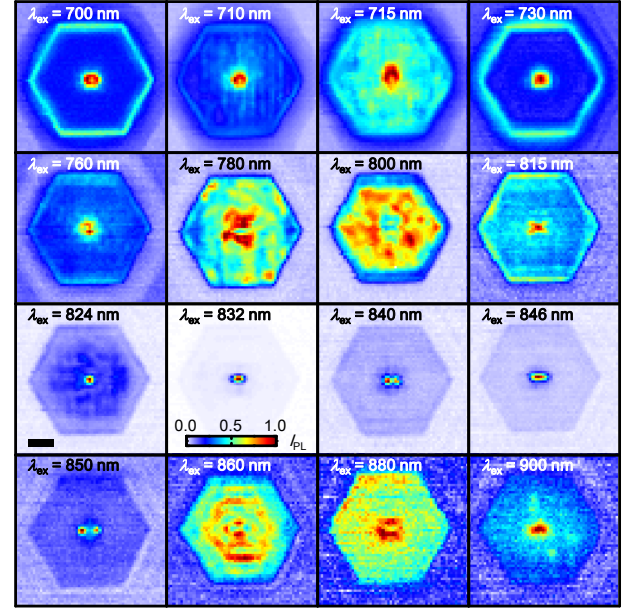 λex = 700 nm
λex = 710 nm
λex = 715 nm
λex = 730 nm
λex = 760 nm
λex = 780 nm
λex = 800 nm
λex = 815 nm
λex = 824 nm
λex = 832 nm
λex = 840 nm
λex = 846 nm
0.0 0.5 1.0
IPL
λex = 850 nm
λex = 860 nm
λex = 880 nm
λex = 900 nm